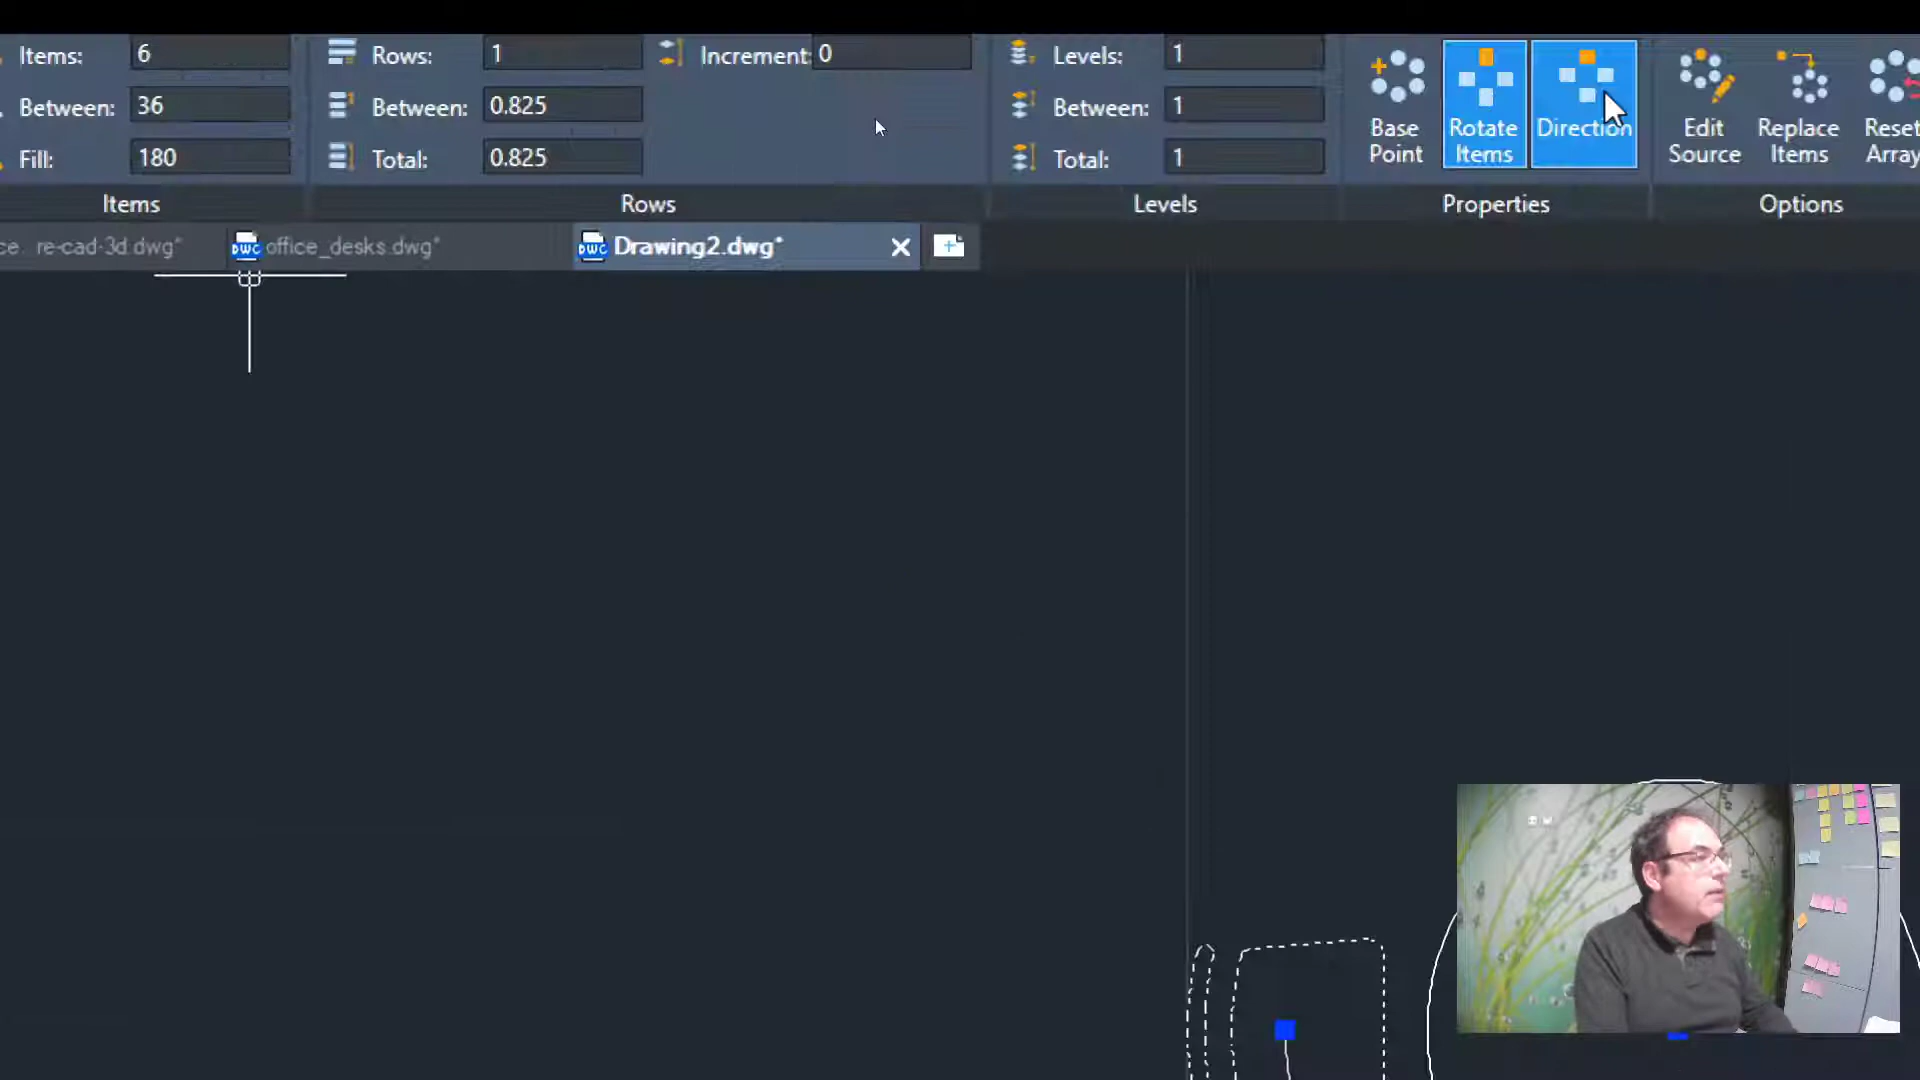 Items: 6
Between: 36
Fill: 180
Items
Rows: 1
Between: 0.825
Total: 0.825
Increment: 0
Rows
Levels: 1
Between: 1
Total: 1
Levels
Base
Point
Rotate
Items
Direction
Properties
Edit
Source
Replace
Items
Reset
Array
Options
re-cad-3d.dwg*
DWG office_desks.dwg*
DWG Drawing2.dwg*